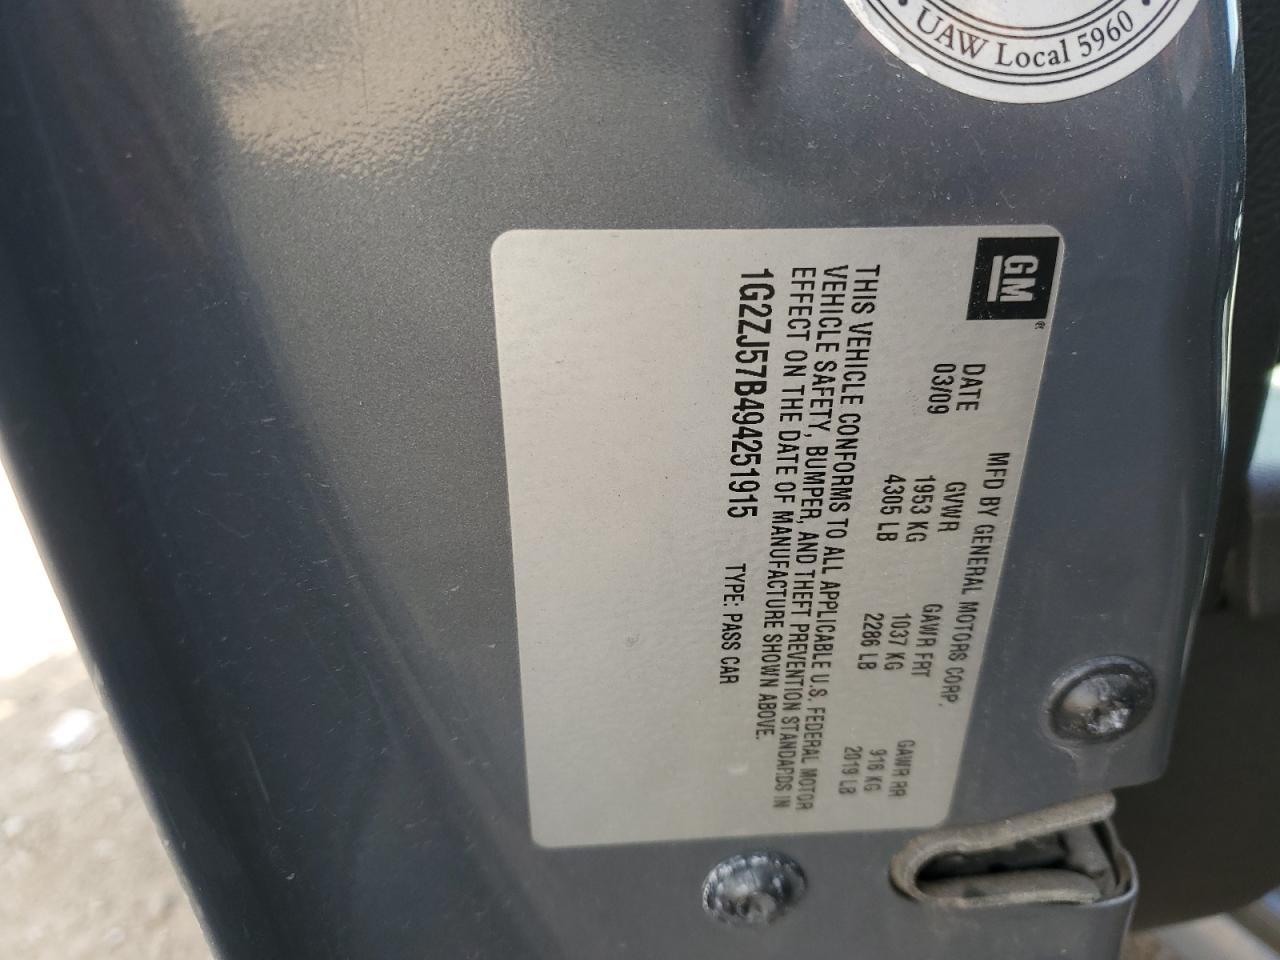 UAW Local 5960
GM
MFD BY GENERAL MOTORS CORP.
DATE GVWR GAWR FRT GAWR RR
03/09 1953 KG 1037 KG 916 KG
4305 LB 2286 LB 2019 LB
THIS VEHICLE CONFORMS TO ALL APPLICABLE U.S. FEDERAL MOTOR
VEHICLE SAFETY, BUMPER, AND THEFT PREVENTION STANDARDS IN
EFFECT ON THE DATE OF MANUFACTURE SHOWN ABOVE.
1G2ZJ57B494251915 TYPE: PASS CAR